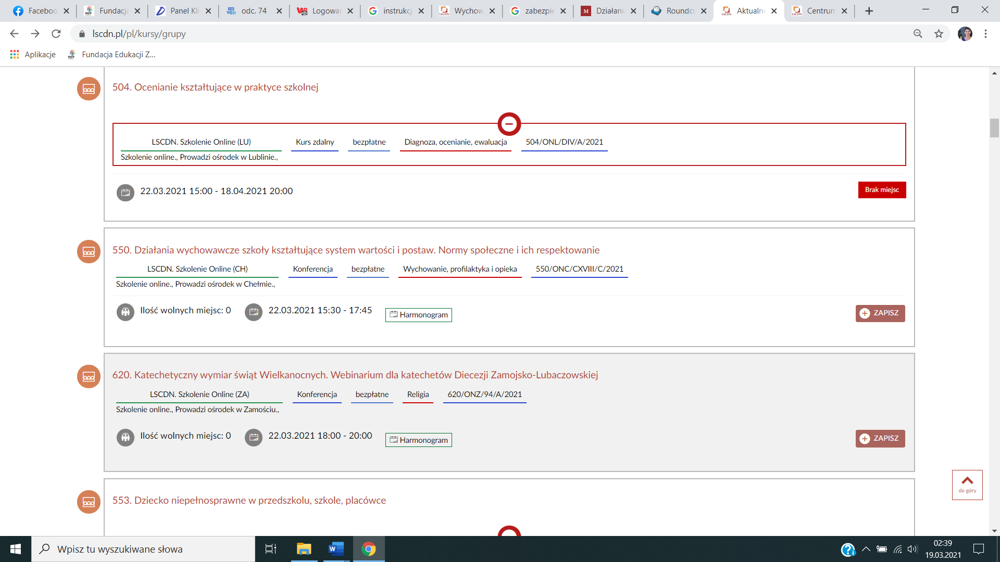 Faceboo
Fundacja
Panel Kli
odc. 74
Logowan
instrukcj
Wychow
zabezpie
Działani
Roundcu
Aktualne
Centrum
lscdn.pl/pl/kursy/grupy
Aplikacje
Fundacja Edukacji Z...
504. Ocenianie kształtujące w praktyce szkolnej
LSCDN. Szkolenie Online (LU) Kurs zdalny bezpłatne Diagnoza, ocenianie, ewaluacja 504/ONL/DIV/A/2021
Szkolenie online., Prowadzi ośrodek w Lublinie.,
22.03.2021 15:00 - 18.04.2021 20:00
Brak miejsc
550. Działania wychowawcze szkoły kształtujące system wartości i postaw. Normy społeczne i ich respektowanie
LSCDN. Szkolenie Online (CH) Konferencja bezpłatne Wychowanie, profilaktyka i opieka 550/ONC/CXVIII/C/2021
Szkolenie online., Prowadzi ośrodek w Chełmie.,
Ilość wolnych miejsc: 0 22.03.2021 15:30 - 17:45 Harmonogram
ZAPISZ
620. Katechetyczny wymiar świąt Wielkanocnych. Webinarium dla katechetów Diecezji Zamojsko-Lubaczowskiej
LSCDN. Szkolenie Online (ZA) Konferencja bezpłatne Religia 620/ONZ/94/A/2021
Szkolenie online., Prowadzi ośrodek w Zamościu.,
Ilość wolnych miejsc: 0 22.03.2021 18:00 - 20:00 Harmonogram
ZAPISZ
do góry
553. Dziecko niepełnosprawne w przedszkolu, szkole, placówce
Wpisz tu wyszukiwane słowa
02:39
19.03.2021